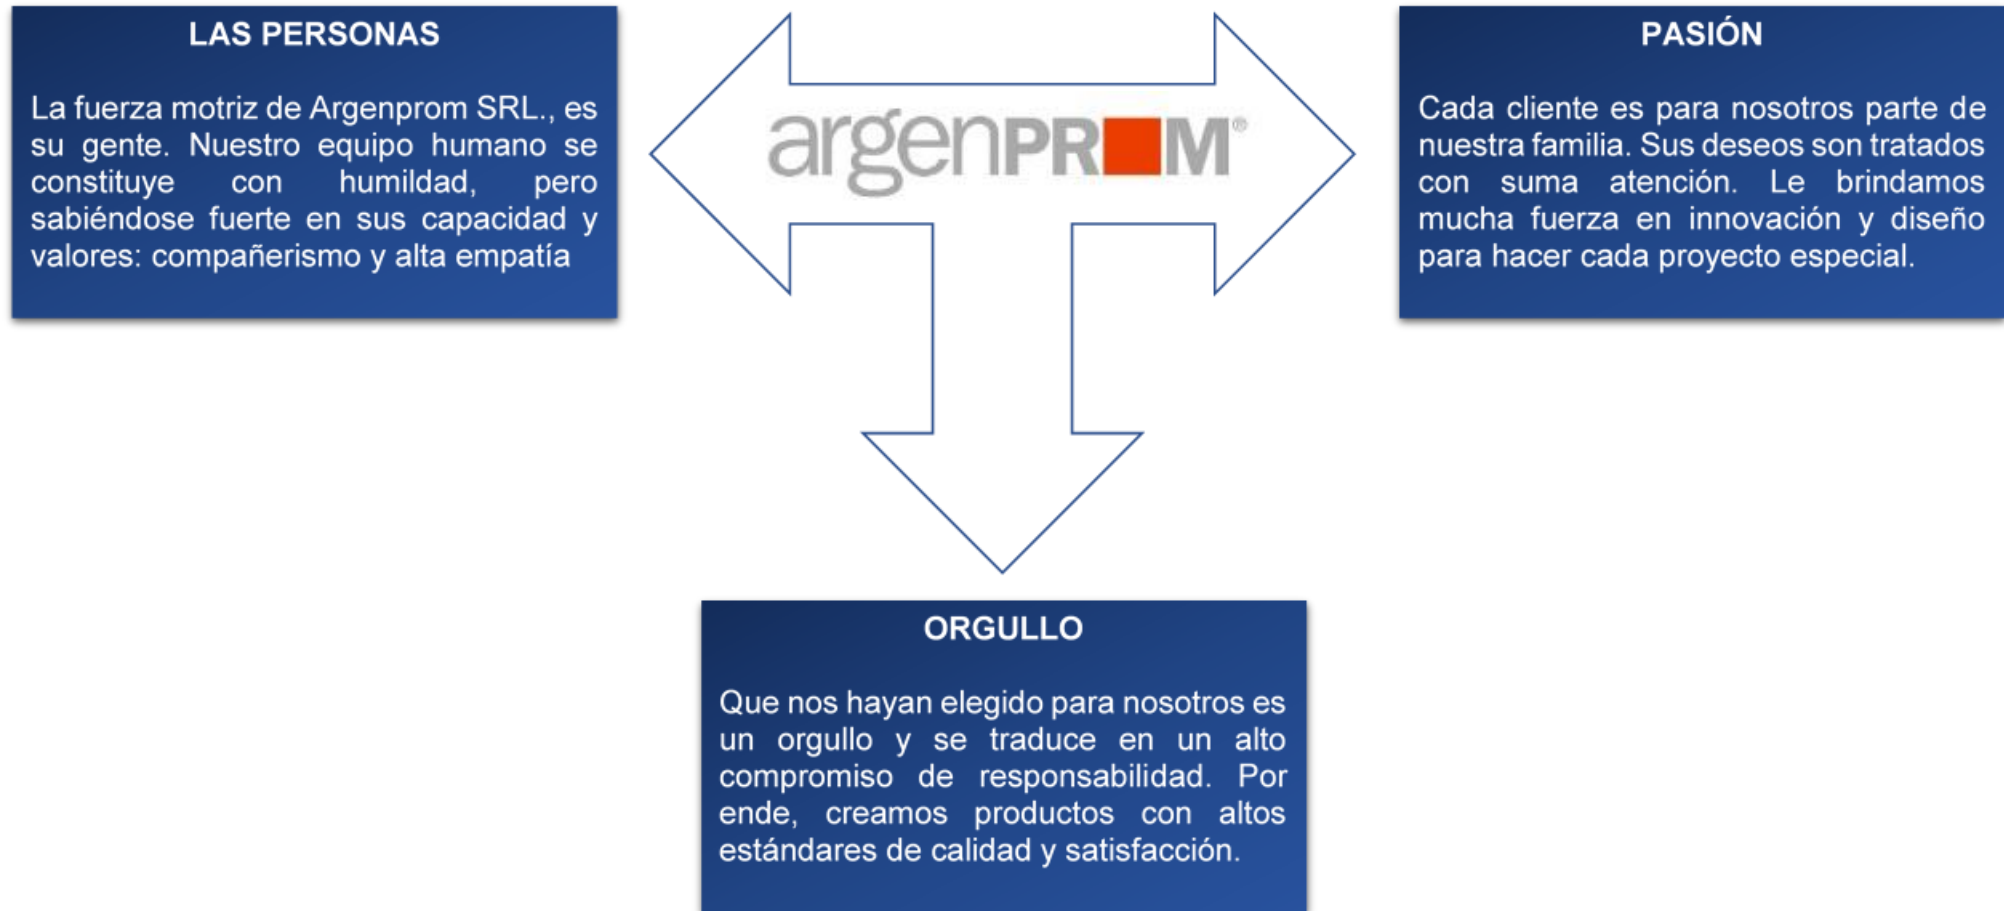 LAS PERSONAS
La fuerza motriz de Argenprom SRL., es
su gente. Nuestro equipo humano se
constituye con humildad, pero
sabiéndose fuerte en sus capacidad y
valores: compañerismo y alta empatía
argenPROM®
PASIÓN
Cada cliente es para nosotros parte de
nuestra familia. Sus deseos son tratados
con suma atención. Le brindamos
mucha fuerza en innovación y diseño
para hacer cada proyecto especial.
ORGULLO
Que nos hayan elegido para nosotros es
un orgullo y se traduce en un alto
compromiso de responsabilidad. Por
ende, creamos productos con altos
estándares de calidad y satisfacción.